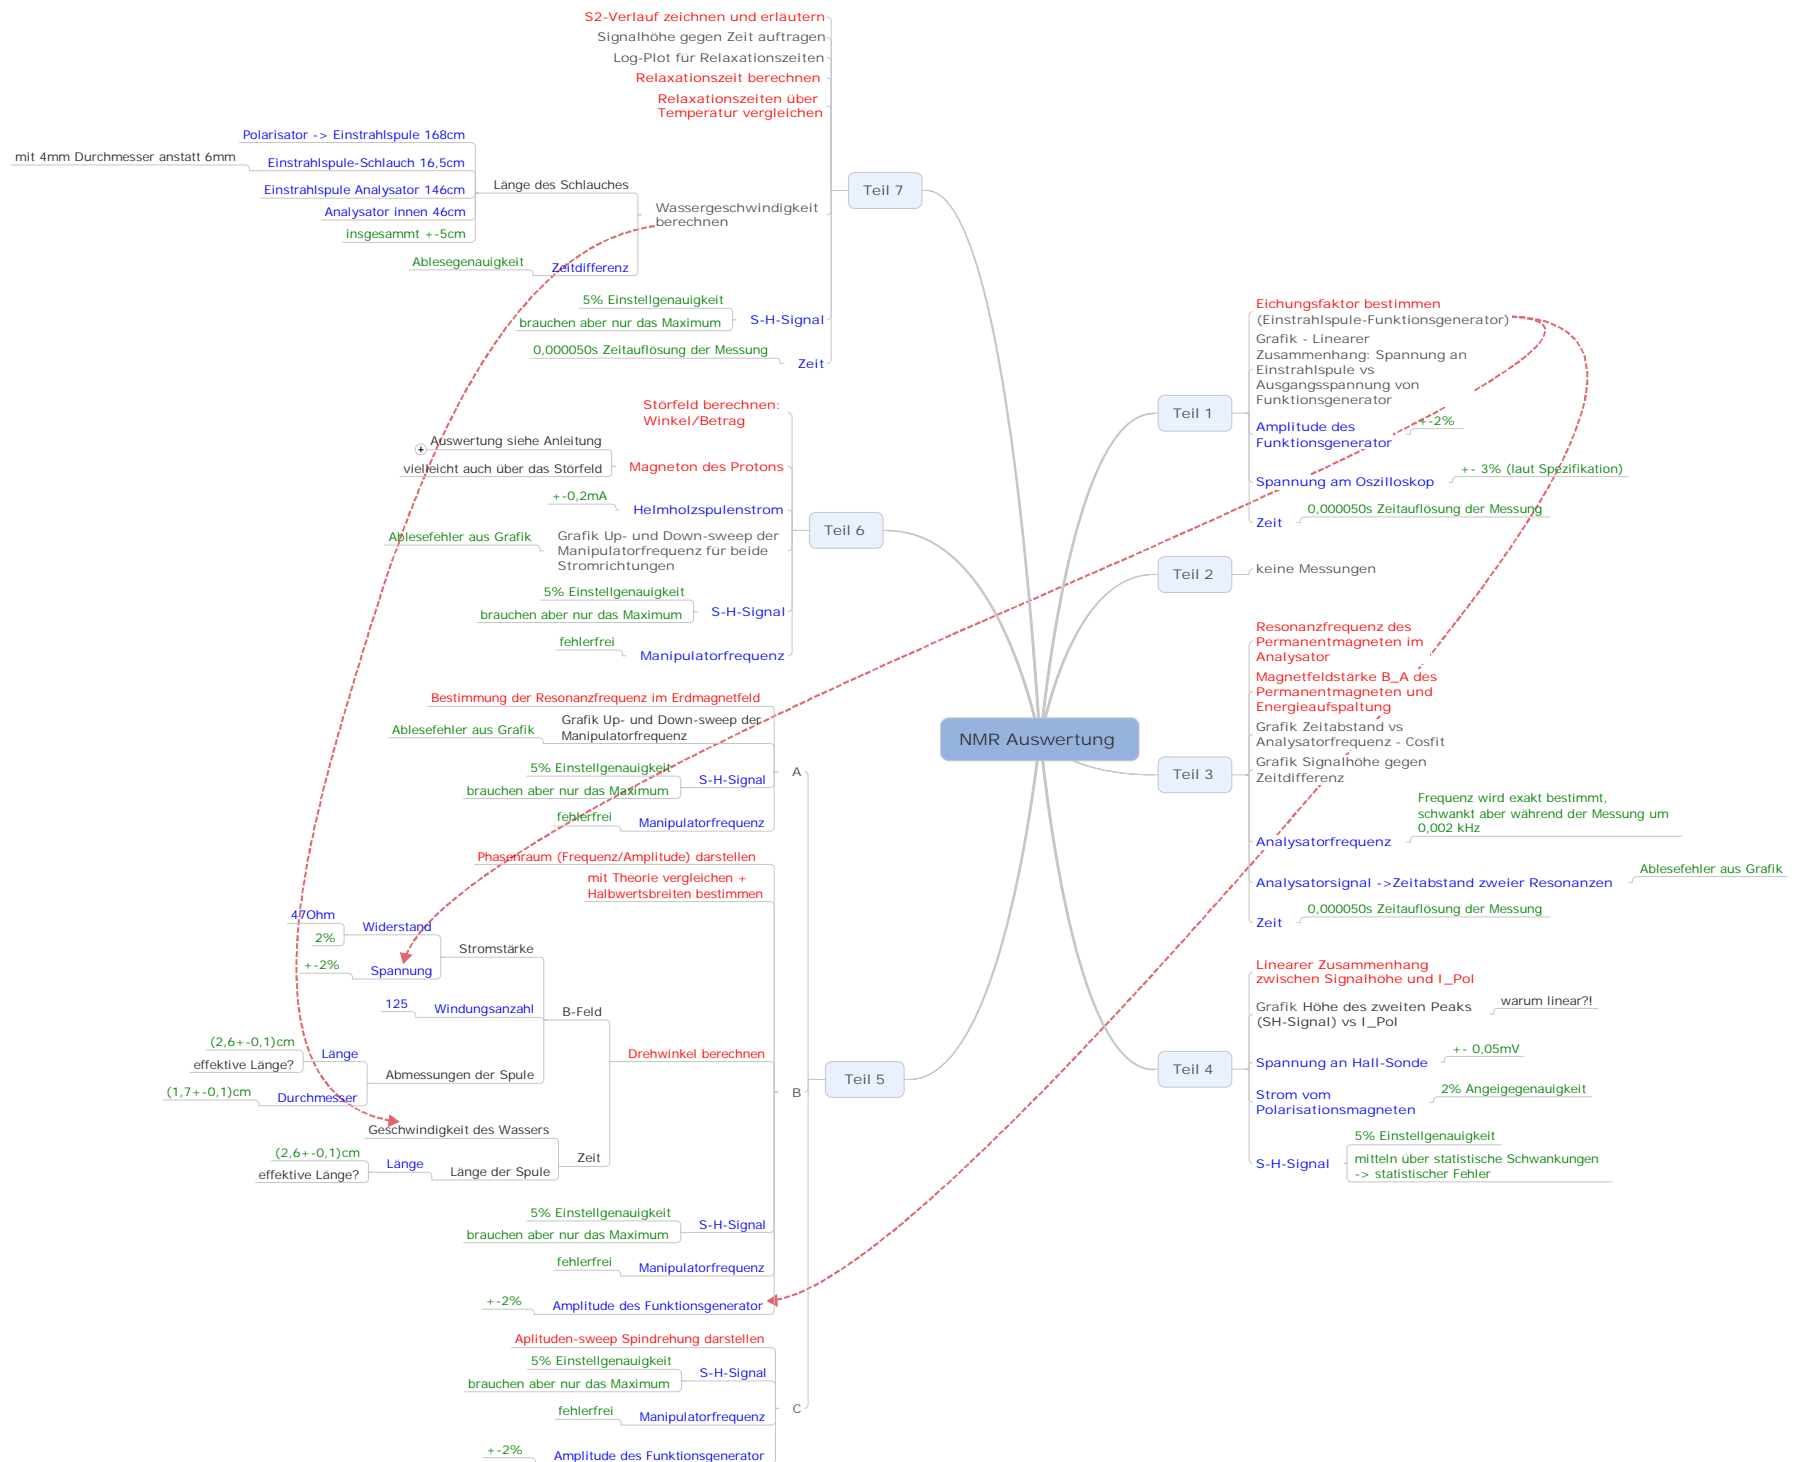 NMR Auswertung
Teil 1
Eichungsfaktor bestimmen
(Einstrahlspule-Funktionsgenerator)
Grafik - Linearer
Zusammenhang: Spannung an
Einstrahlspule vs
Ausgangsspannung von
Funktionsgenerator
Amplitude des
Funktionsgenerator
+-2%
Spannung am Oszilloskop
+- 3% (laut Spezifikation)
Zeit
0,000050s Zeitauflösung der Messung
Teil 2
keine Messungen
Teil 3
Resonanzfrequenz des
Permanentmagneten im
Analysator
Magnetfeldstärke B_A des
Permanentmagneten und
Energieaufspaltung
Grafik Zeitabstand vs
Analysatorfrequenz - Cosfit
Grafik Signalhöhe gegen
Zeitdifferenz
Analysatorfrequenz
Frequenz wird exakt bestimmt,
schwankt aber während der Messung um
0,002 kHz
Analysatorsignal ->Zeitabstand zweier Resonanzen
Ablesefehler aus Grafik
Zeit
0,000050s Zeitauflösung der Messung
Teil 4
Linearer Zusammenhang
zwischen Signalhöhe und I_Pol
Grafik Höhe des zweiten Peaks
(SH-Signal) vs I_Pol
warum linear?!
Spannung an Hall-Sonde
+- 0,05mV
Strom vom
Polarisationsmagneten
2% Angeigegenauigkeit
S-H-Signal
5% Einstellgenauigkeit
mitteln über statistische Schwankungen
-> statistischer Fehler
Teil 7
S2-Verlauf zeichnen und erläutern
Signalhöhe gegen Zeit auftragen
Log-Plot für Relaxationszeiten
Relaxationszeit berechnen
Relaxationszeiten über
Temperatur vergleichen
Wassergeschwindigkeit
berechnen
Länge des Schlauches
Polarisator -> Einstrahlspule 168cm
Einstrahlspule-Schlauch 16,5cm
mit 4mm Durchmesser anstatt 6mm
Einstrahlspule Analysator 146cm
Analysator innen 46cm
insgesammt +-5cm
Zeitdifferenz
Ablesegenauigkeit
S-H-Signal
5% Einstellgenauigkeit
brauchen aber nur das Maximum
Zeit
0,000050s Zeitauflösung der Messung
Teil 6
Störfeld berechnen:
Winkel/Betrag
Magneton des Protons
Auswertung siehe Anleitung
vielleicht auch über das Störfeld
Helmholzspulenstrom
+-0,2mA
Grafik Up- und Down-sweep der
Manipulatorfrequenz für beide
Stromrichtungen
Ablesefehler aus Grafik
S-H-Signal
5% Einstellgenauigkeit
brauchen aber nur das Maximum
Manipulatorfrequenz
fehlerfrei
Teil 5
A
Bestimmung der Resonanzfrequenz im Erdmagnetfeld
Grafik Up- und Down-sweep der
Manipulatorfrequenz
Ablesefehler aus Grafik
S-H-Signal
5% Einstellgenauigkeit
brauchen aber nur das Maximum
Manipulatorfrequenz
fehlerfrei
B
Phasenraum (Frequenz/Amplitude) darstellen
mit Theorie vergleichen +
Halbwertsbreiten bestimmen
Drehwinkel berechnen
B-Feld
Stromstärke
Widerstand
47Ohm
2%
Spannung
+-2%
Windungsanzahl
125
Abmessungen der Spule
Länge
(2,6+-0,1)cm
effektive Länge?
Durchmesser
(1,7+-0,1)cm
Zeit
Geschwindigkeit des Wassers
Länge der Spule
Länge
(2,6+-0,1)cm
effektive Länge?
S-H-Signal
5% Einstellgenauigkeit
brauchen aber nur das Maximum
Manipulatorfrequenz
fehlerfrei
Amplitude des Funktionsgenerator
+-2%
C
Aplituden-sweep Spindrehung darstellen
S-H-Signal
5% Einstellgenauigkeit
brauchen aber nur das Maximum
Manipulatorfrequenz
fehlerfrei
Amplitude des Funktionsgenerator
+-2%